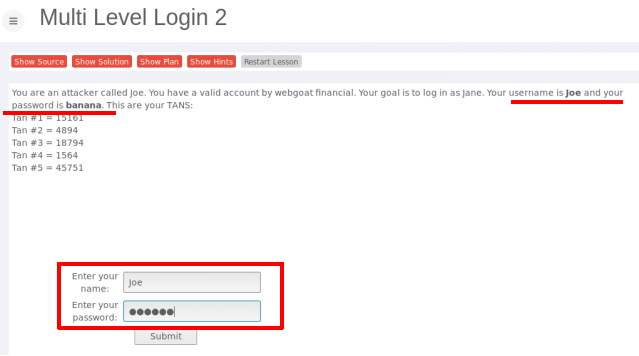 Multi Level Login 2
Show Source Show Solution Show Plan Show Hints Restart Lesson
You are an attacker called Joe. You have a valid account by webgoat financial. Your goal is to log in as Jane. Your username is Joe and your
password is banana. This are your TANS:
Tan #1 = 15161
Tan #2 = 4894
Tan #3 = 18794
Tan #4 = 1564
Tan #5 = 45751
Enter your
name:
Joe
Enter your
password:
●●●●●●
Submit